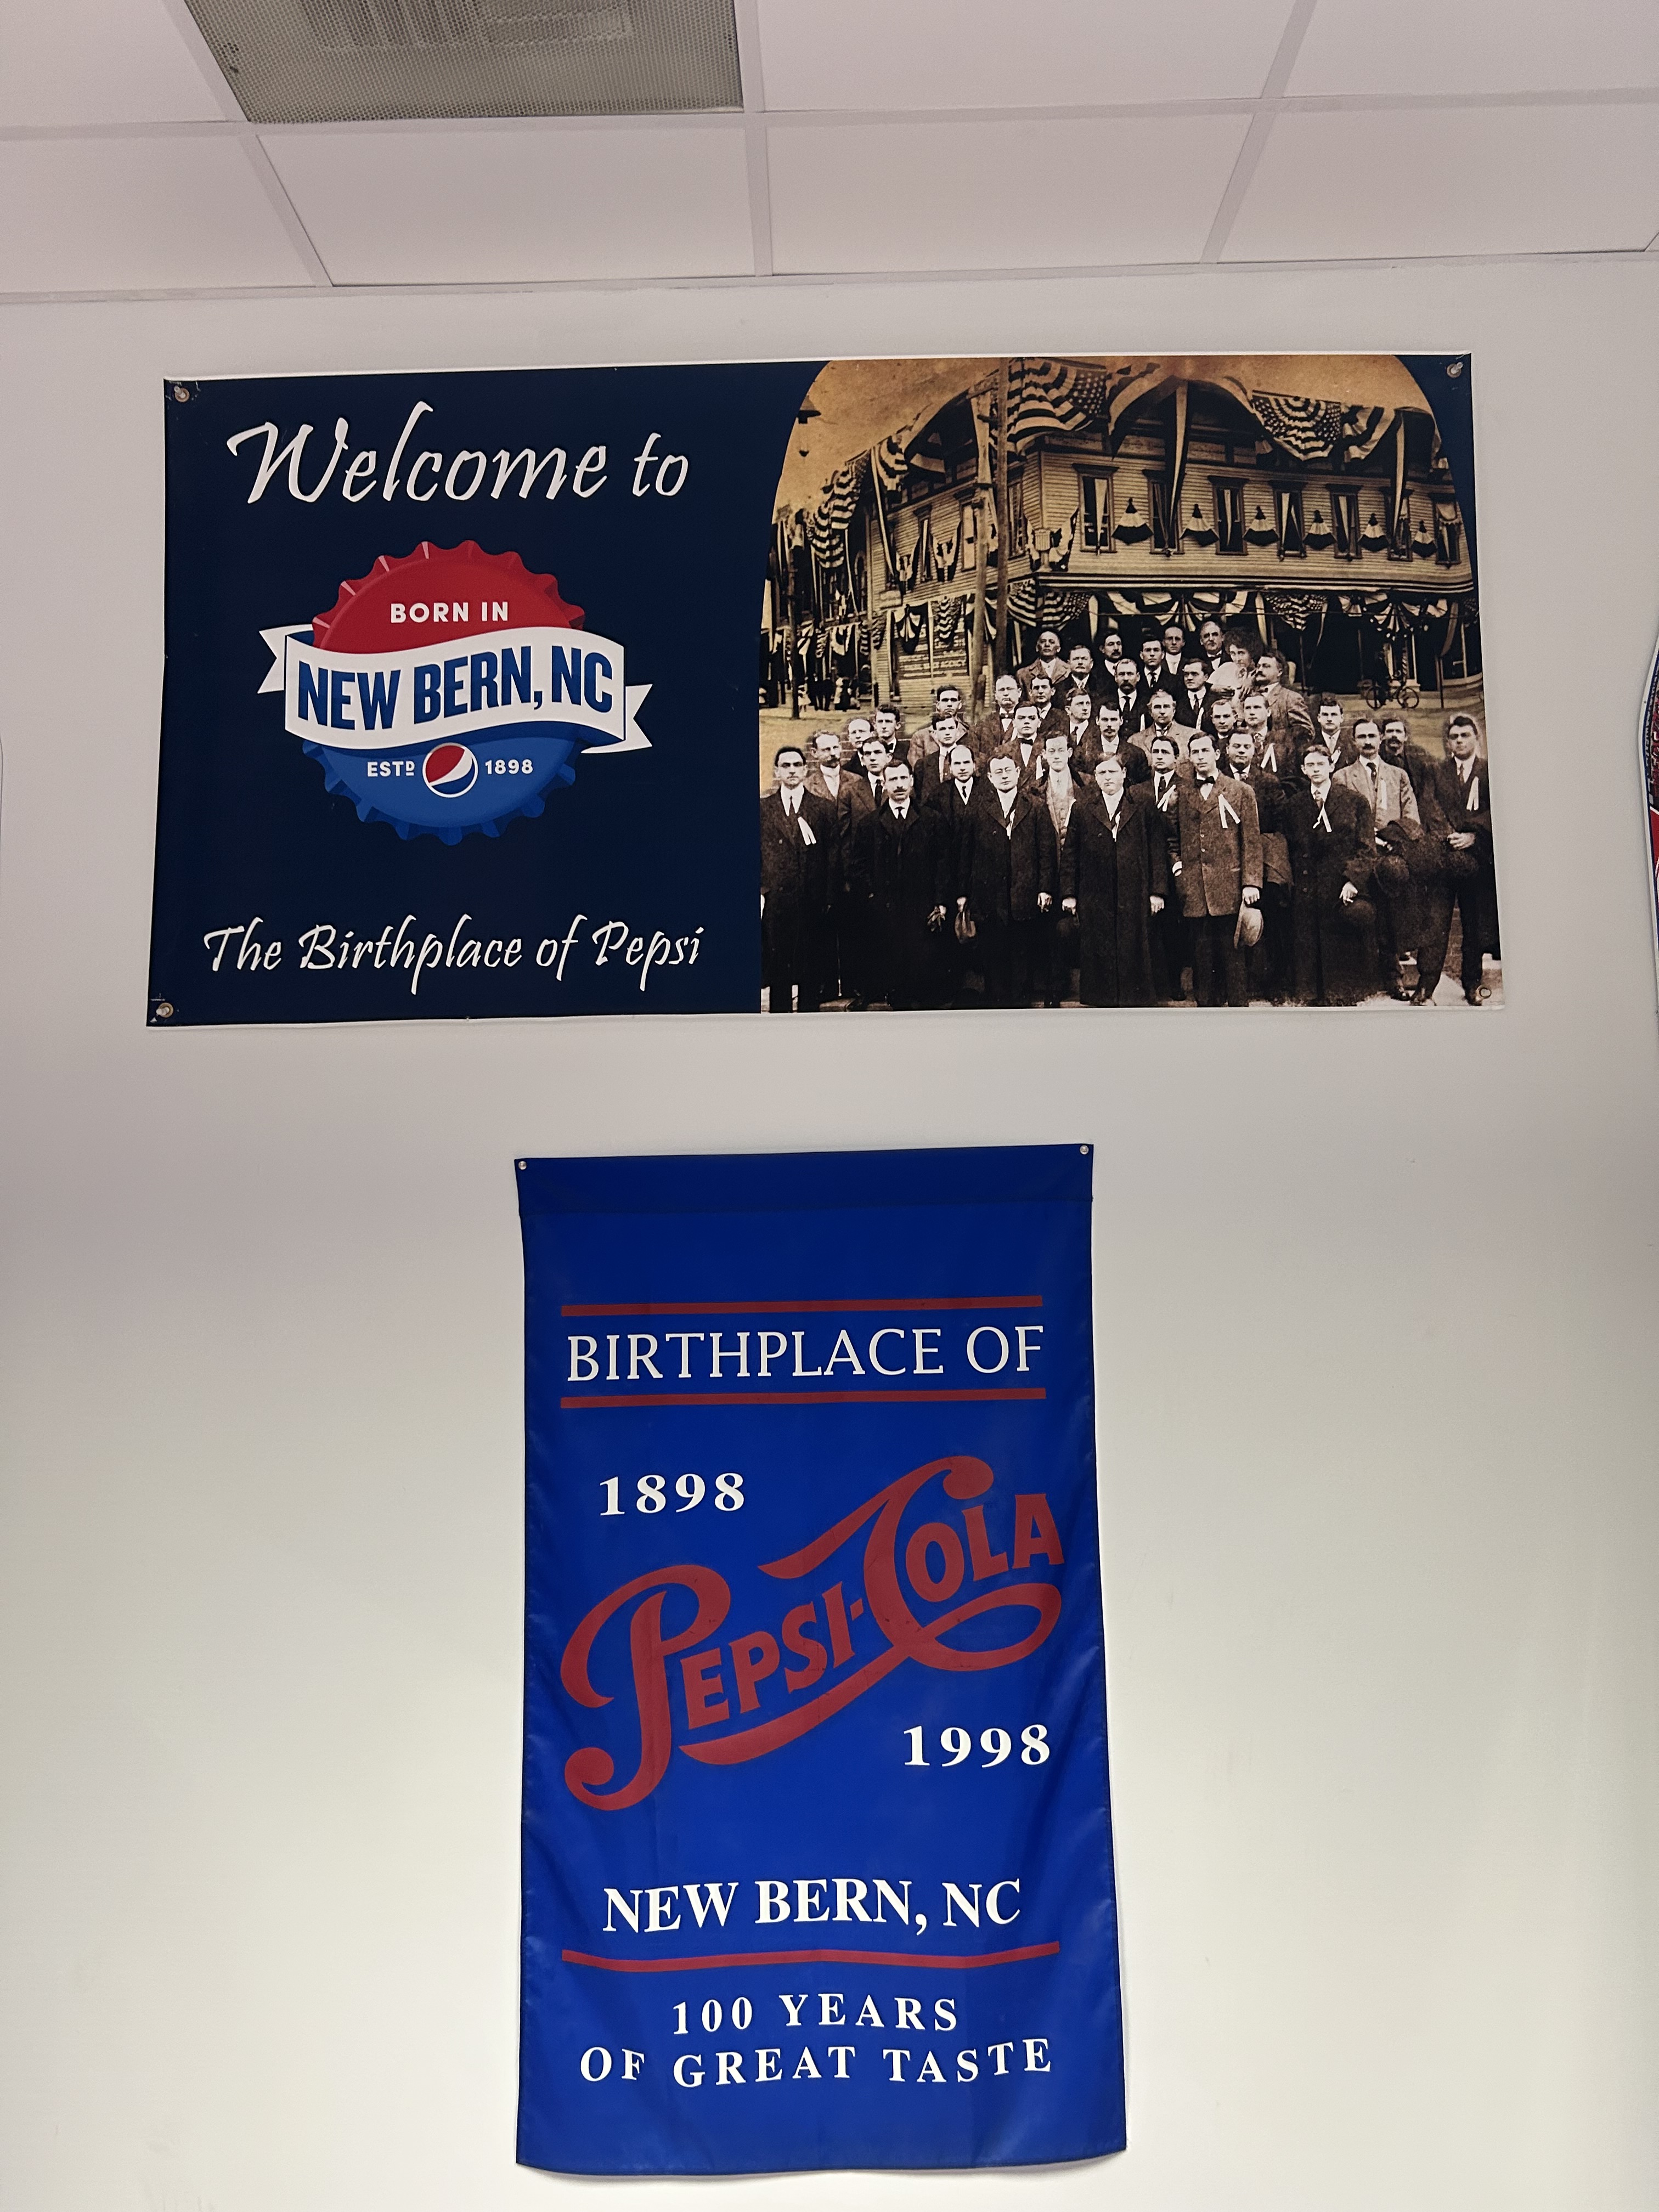 Welcome to
BORN IN
NEW BERN, NC
ESTD 1898
The Birthplace of Pepsi
BIRTHPLACE OF
1898
PEPSI-COLA
1998
NEW BERN, NC
100 YEARS
OF GREAT TASTE